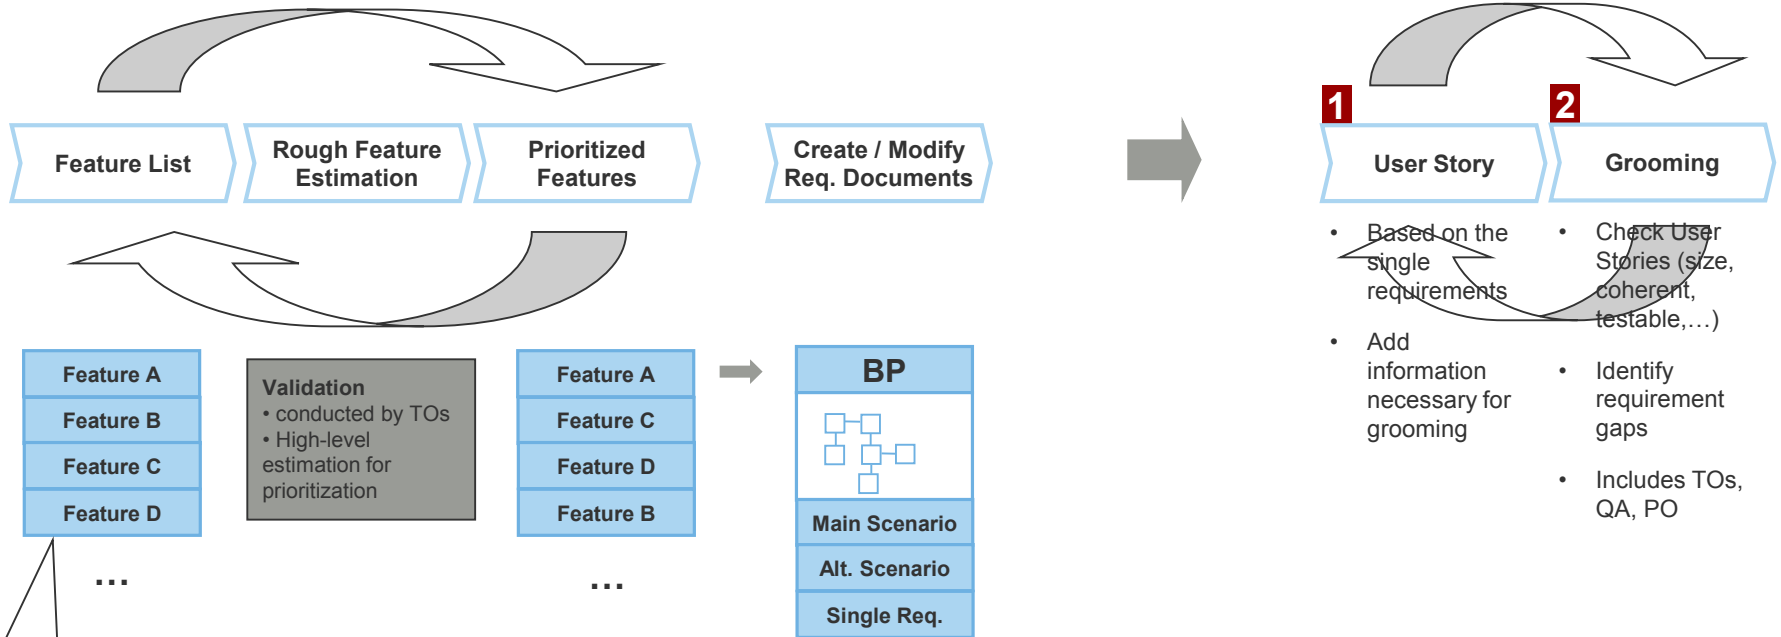 1
2
Feature List
Rough Feature
Estimation
Prioritized
Features
Create / Modify
Req. Documents
User Story
Grooming
Feature A
Feature B
Feature C
Feature D
...
Validation
• conducted by TOs
• High-level
estimation for
prioritization
Feature A
Feature C
Feature D
Feature B
...
BP
Main Scenario
Alt. Scenario
Single Req.
• Based on the
single
requirements
• Add
information
necessary for
grooming
• Check User
Stories (size,
coherent,
testable,…)
• Identify
requirement
gaps
• Includes TOs,
QA, PO